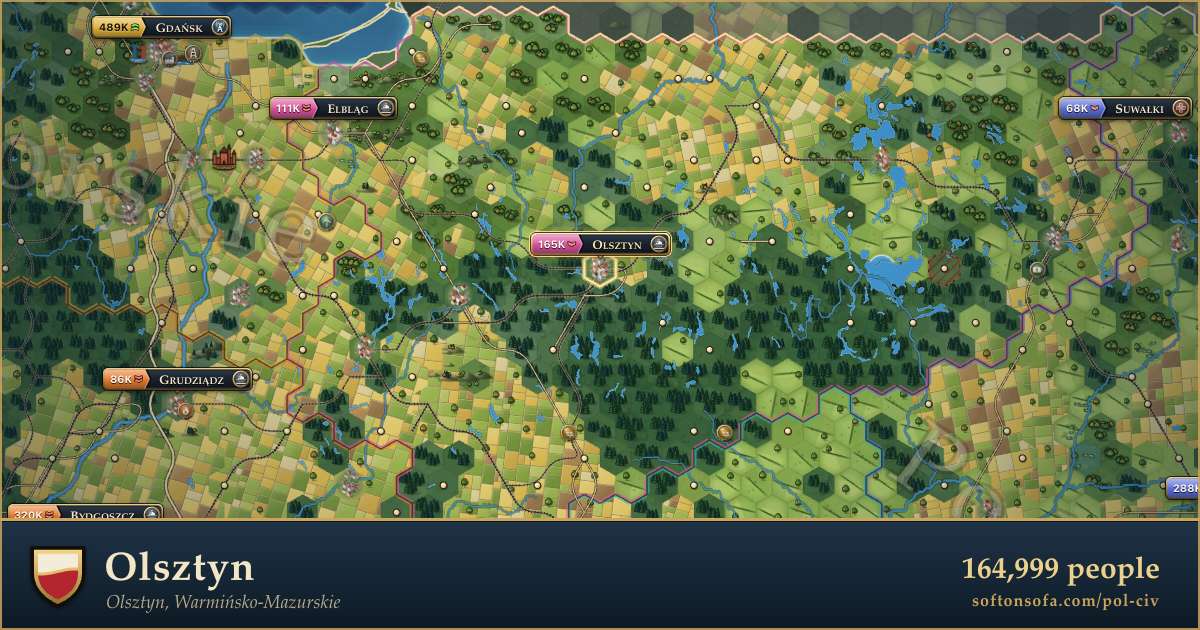 489K GDAŃSK
111K ELBLĄG
68K SUWAŁKI
165K OLSZTYN
86K GRUDZIĄDZ
288K
320K BYDGOSZCZ
Olsztyn
Olsztyn, Warmińsko-Mazurskie
164,999 people
softonsofa.com/pol-civ